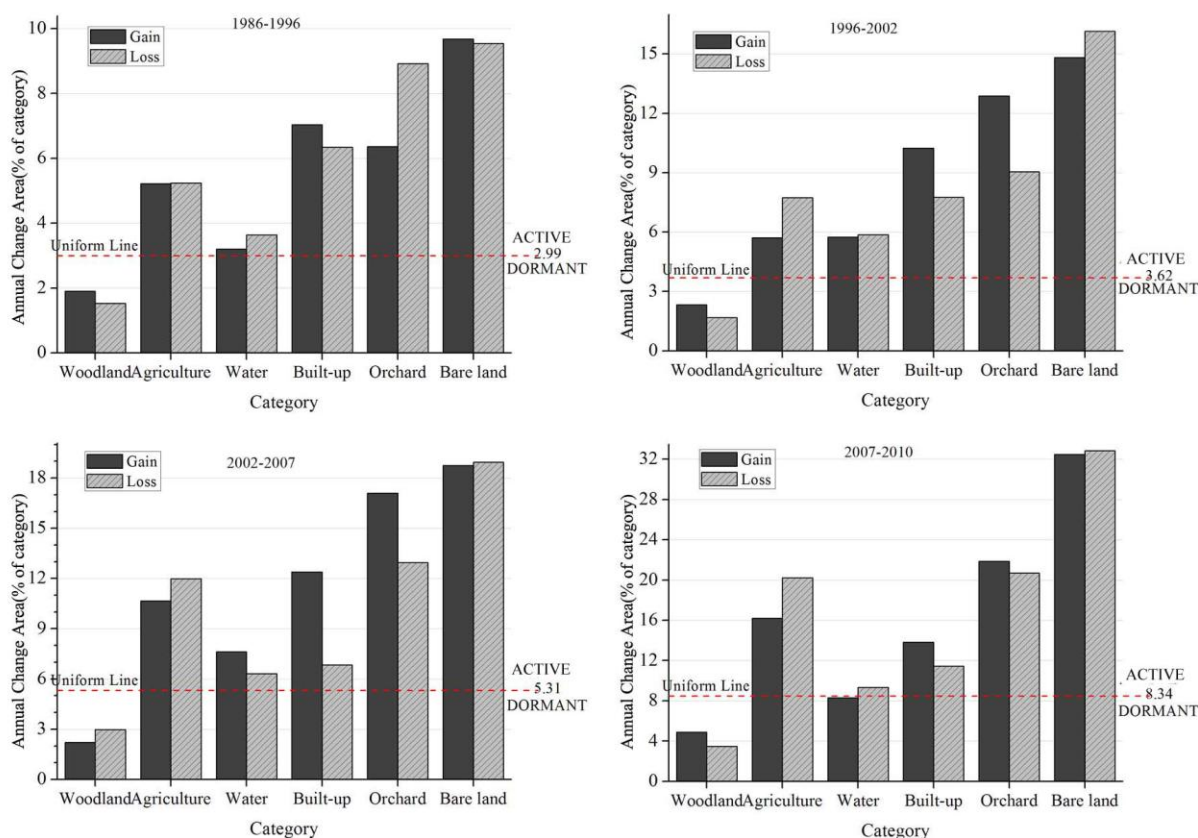 1986-1996
Gain
Loss
Annual Change Area(% of category)
10
8
6
4
2
0
Uniform Line
ACTIVE
2.99
DORMANT
Woodland Agriculture Water Built-up Orchard Bare land
Category
1996-2002
Gain
Loss
Annual Change Area(% of category)
15
12
9
6
3
0
Uniform Line
ACTIVE
3.62
DORMANT
Woodland Agriculture Water Built-up Orchard Bare land
Category
2002-2007
Gain
Loss
Annual Change Area(% of category)
18
15
12
9
6
3
0
Uniform Line
ACTIVE
5.31
DORMANT
Woodland Agriculture Water Built-up Orchard Bare land
Category
2007-2010
Gain
Loss
Annual Change Area(% of category)
32
28
24
20
16
12
8
4
0
Uniform Line
ACTIVE
8.34
DORMANT
Woodland Agriculture Water Built-up Orchard Bare land
Category